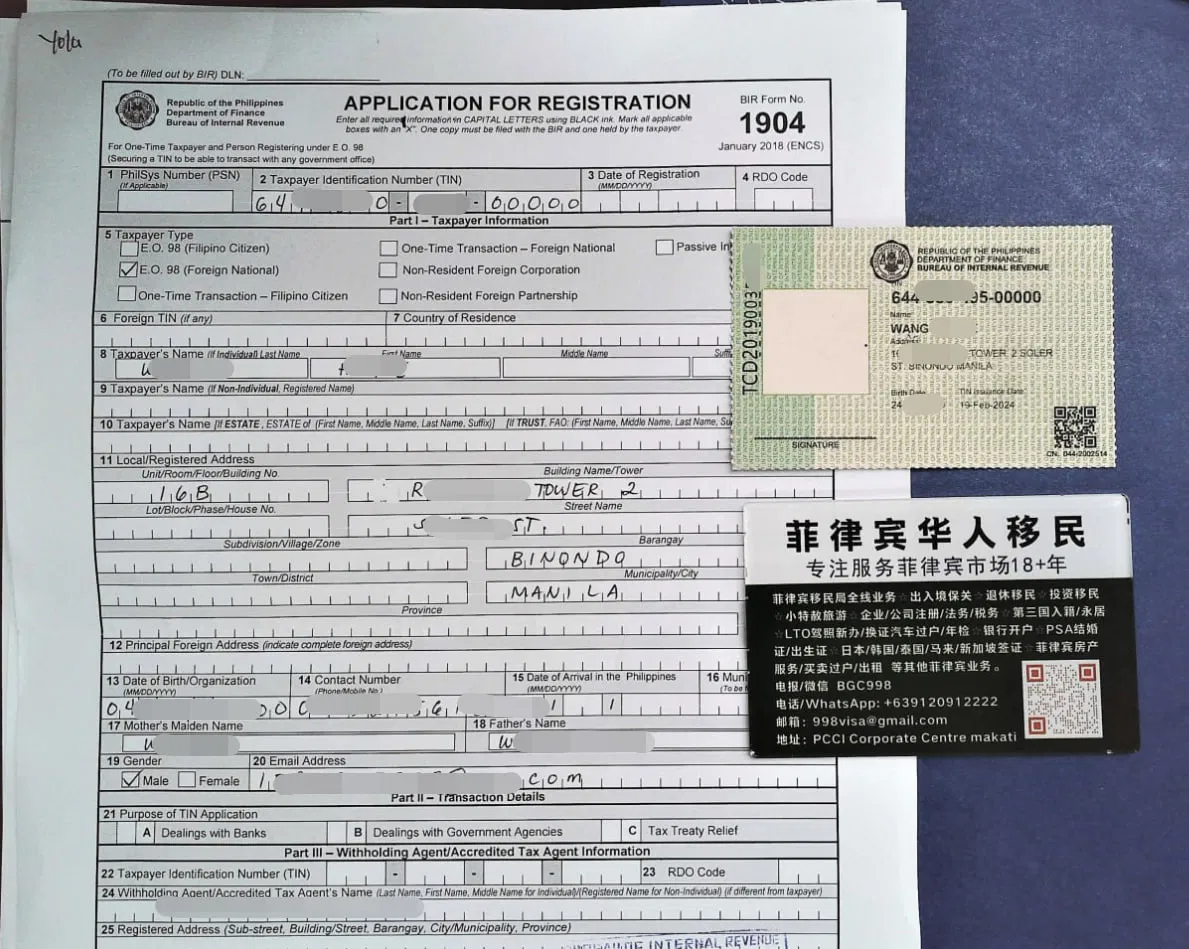 Yola
(To be filled out by BIR) DLN:
Republic of the Philippines
Department of Finance
Bureau of Internal Revenue
APPLICATION FOR REGISTRATION
Enter all required information in CAPITAL LETTERS using BLACK ink. Mark all applicable
boxes with an "X". One copy must be filed with the BIR and one held by the taxpayer.
BIR Form No.
1904
January 2018 (ENCS)
For One-Time Taxpayer and Person Registering under E.O. 98
(Securing a TIN to be able to transact with any government office)
1 PhilSys Number (PSN)
(If Applicable)
2 Taxpayer Identification Number (TIN)
64 0 - - 00000
3 Date of Registration
(MM/DD/YYYY)
4 RDO Code
Part I – Taxpayer Information
5 Taxpayer Type
E.O. 98 (Filipino Citizen)
One-Time Transaction – Foreign National
Passive In
E.O. 98 (Foreign National)
Non-Resident Foreign Corporation
One-Time Transaction – Filipino Citizen
Non-Resident Foreign Partnership
6 Foreign TIN (if any)
7 Country of Residence
8 Taxpayer's Name (If Individual) Last Name
First Name
Middle Name
Suff
W
9 Taxpayer's Name (If Non-Individual, Registered Name)
10 Taxpayer's Name [If ESTATE, ESTATE of (First Name, Middle Name, Last Name, Suffix)] [If TRUST, FAO: (First Name, Middle Name, Last Name, Su
11 Local/Registered Address
Unit/Room/Floor/Building No.
Building Name/Tower
16B
R TOWER 2
Lot/Block/Phase/House No.
Street Name
S ST.
Subdivision/Village/Zone
Barangay
BINONDO
Town/District
Municipality/City
MANILA
Province
12 Principal Foreign Address (indicate complete foreign address)
13 Date of Birth/Organization
(MM/DD/YYYY)
14 Contact Number
(Phone/Mobile No.)
15 Date of Arrival in the Philippines
(MM/DD/YYYY)
16 Muni
(To be
04
17 Mother's Maiden Name
18 Father's Name
W
W
19 Gender
20 Email Address
Male
Female
com
Part II – Transaction Details
21 Purpose of TIN Application
A Dealings with Banks
B Dealings with Government Agencies
C Tax Treaty Relief
Part III – Withholding Agent/Accredited Tax Agent Information
22 Taxpayer Identification Number (TIN)
- - -
23 RDO Code
24 Withholding Agent/Accredited Tax Agent's Name (Last Name, First Name, Middle Name for Individual)/(Registered Name for Non-Individual) (if different from taxpayer)
25 Registered Address (Sub-street, Building/Street, Barangay, City/Municipality, Province)
INTERNAL REVENUE
REPUBLIC OF THE PHILIPPINES
DEPARTMENT OF FINANCE
BUREAU OF INTERNAL REVENUE
TCD2019003
644 95-00000
Name
WANG
Address
TOWER 2 SOLER
ST. BINONDO MANILA
Birth Date
TIN Issuance Date
24
19-Feb-2024
SIGNATURE
CN. 044-2002514
菲律宾华人移民
专注服务菲律宾市场18+年
菲律宾移民局全线业务☆出入境保关☆退休移民☆投资移民
☆小特赦旅游☆企业/公司注册/法务/税务☆第三国入籍/永居
☆LTO驾照新办/换证汽车过户/年检☆银行开户☆PSA结婚
证/出生证☆日本/韩国/泰国/马来/新加坡签证☆菲律宾房产
服务/买卖过户/出租 等其他菲律宾业务。
电报/微信 BGC998
电话/WhatsApp: +639120912222
邮箱：998visa@gmail.com
地址：PCCI Corporate Centre makati